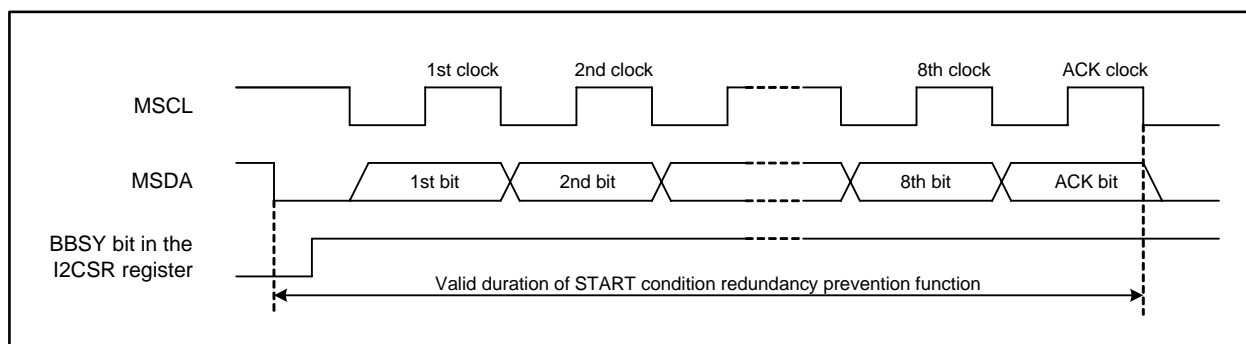 1st clock 2nd clock 8th clock ACK clock
MSCL
MSDA 1st bit 2nd bit 8th bit ACK bit
BBSY bit in the
I2CSR register
Valid duration of START condition redundancy prevention function